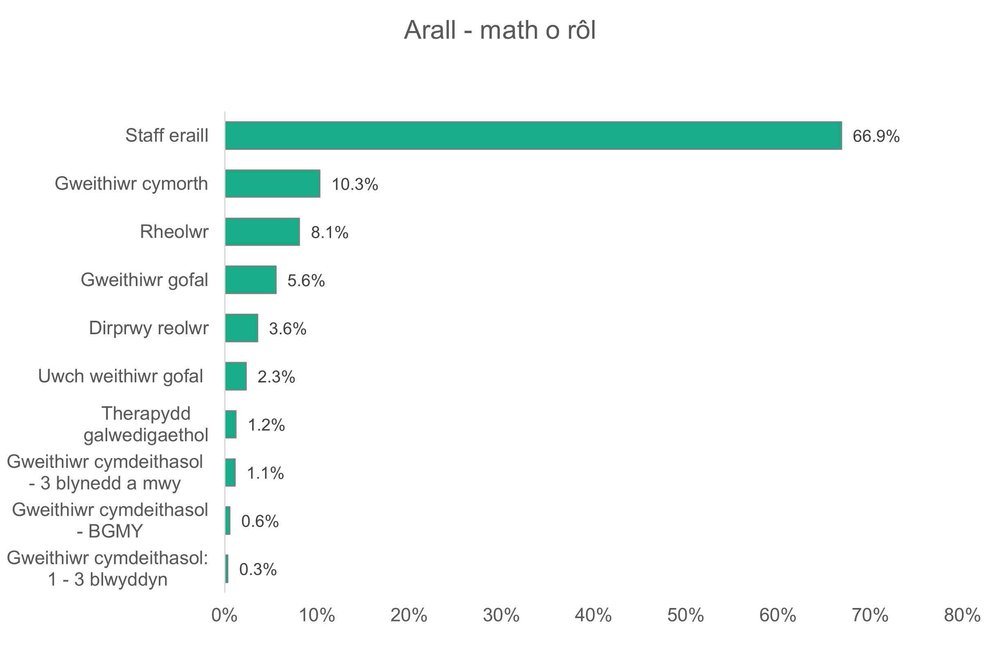 Arall - math o rôl
Staff eraill
66.9%
Gweithiwr cymorth
10.3%
Rheolwr
8.1%
Gweithiwr gofal
5.6%
Dirprwy reolwr
3.6%
Uwch weithiwr gofal
2.3%
Therapydd
galwedigaethol
1.2%
Gweithiwr cymdeithasol
- 3 blynedd a mwy
1.1%
Gweithiwr cymdeithasol
- BGMY
0.6%
Gweithiwr cymdeithasol:
1 - 3 blwyddyn
0.3%
0% 10% 20% 30% 40% 50% 60% 70% 80%